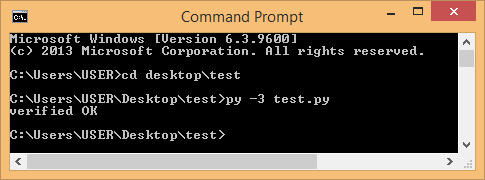 Command Prompt
Microsoft Windows [Version 6.3.9600]
(c) 2013 Microsoft Corporation. All rights reserved.
C:\Users\USER>cd desktop\test
C:\Users\USER\Desktop\test>py -3 test.py
verified OK
C:\Users\USER\Desktop\test>